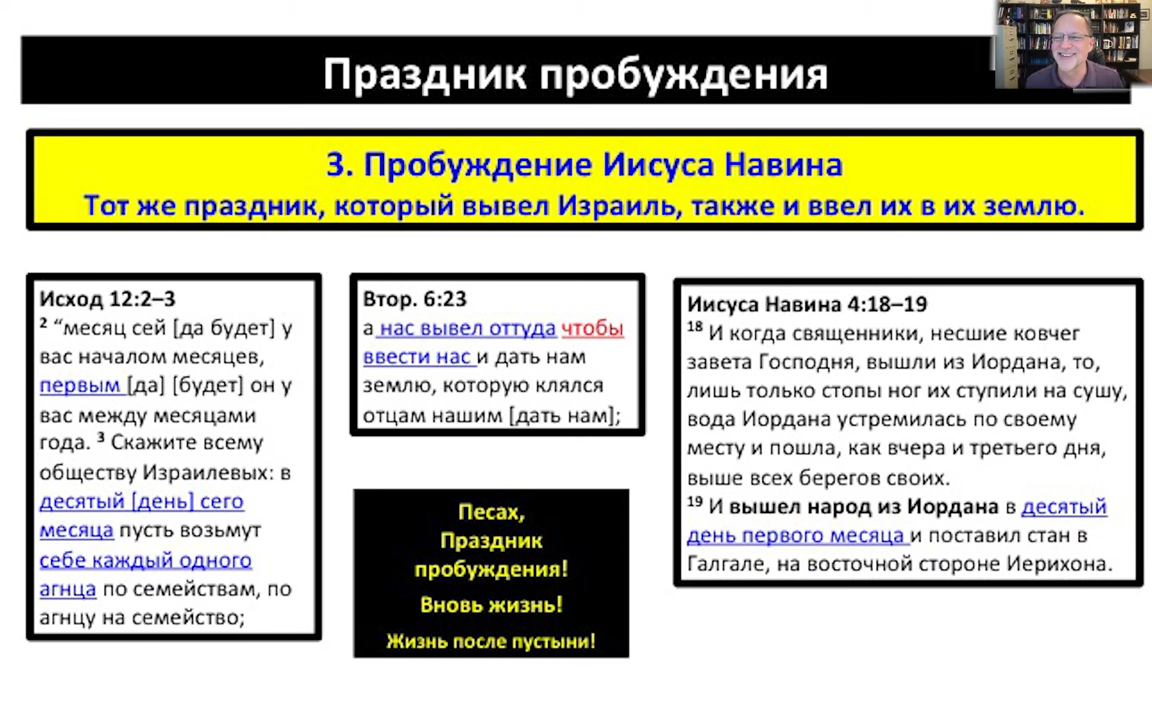 Праздник пробуждения
3. Пробуждение Иисуса Навина
Тот же праздник, который вывел Израиль, также и ввел их в их землю.
Исход 12:2–3
² “месяц сей [да будет] у
вас началом месяцев,
первым [да] [будет] он у
вас между месяцами
года. ³ Скажите всему
обществу Израилевых: в
десятый [день] сего
месяца пусть возьмут
себе каждый одного
агнца по семействам, по
агнцу на семейство;
Втор. 6:23
а нас вывел оттуда чтобы
ввести нас и дать нам
землю, которую клялся
отцам нашим [дать нам];
Песах,
Праздник
пробуждения!
Вновь жизнь!
Жизнь после пустыни!
Иисуса Навина 4:18–19
¹⁸ И когда священники, несшие ковчег
завета Господня, вышли из Иордана, то,
лишь только стопы ног их ступили на сушу,
вода Иордана устремилась по своему
месту и пошла, как вчера и третьего дня,
выше всех берегов своих.
¹⁹ И вышел народ из Иордана в десятый
день первого месяца и поставил стан в
Галгале, на восточной стороне Иерихона.